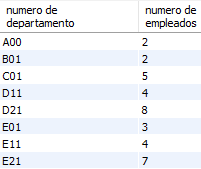 numero de departamento numero de empleados
A00 2
B01 2
C01 5
D11 4
D21 8
E01 3
E11 4
E21 7